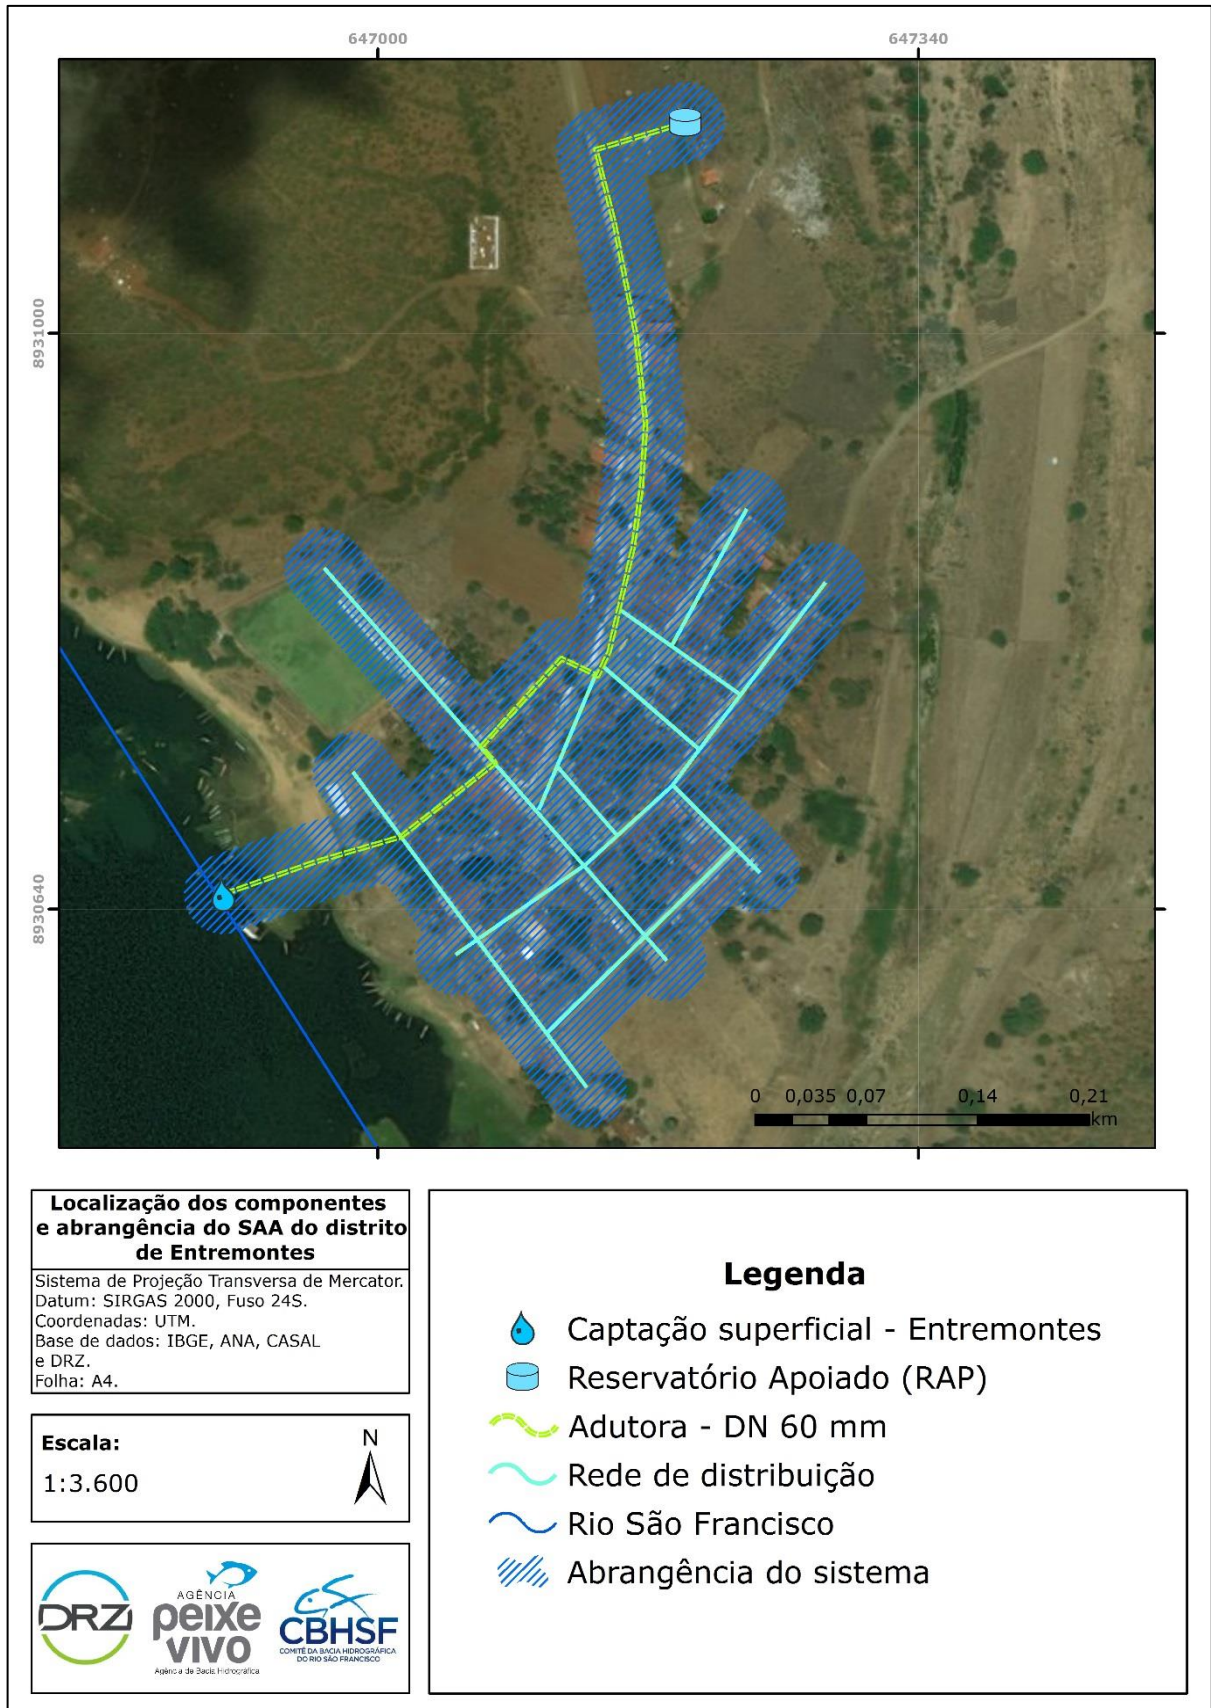 647000
647340
8931000
8930640
0 0,035 0,07 0,14 0,21
km
Localização dos componentes
e abrangência do SAA do distrito
de Entremontes
Sistema de Projeção Transversa de Mercator.
Datum: SIRGAS 2000, Fuso 24S.
Coordenadas: UTM.
Base de dados: IBGE, ANA, CASAL
e DRZ.
Folha: A4.
Escala:
1:3.600
N
DRZ
AGÊNCIA
peixe
vivo
Agência de Bacia Hidrográfica
CBHSF
COMITÊ DA BACIA HIDROGRÁFICA
DO RIO SÃO FRANCISCO
Legenda
Captação superficial - Entremontes
Reservatório Apoiado (RAP)
Adutora - DN 60 mm
Rede de distribuição
Rio São Francisco
Abrangência do sistema